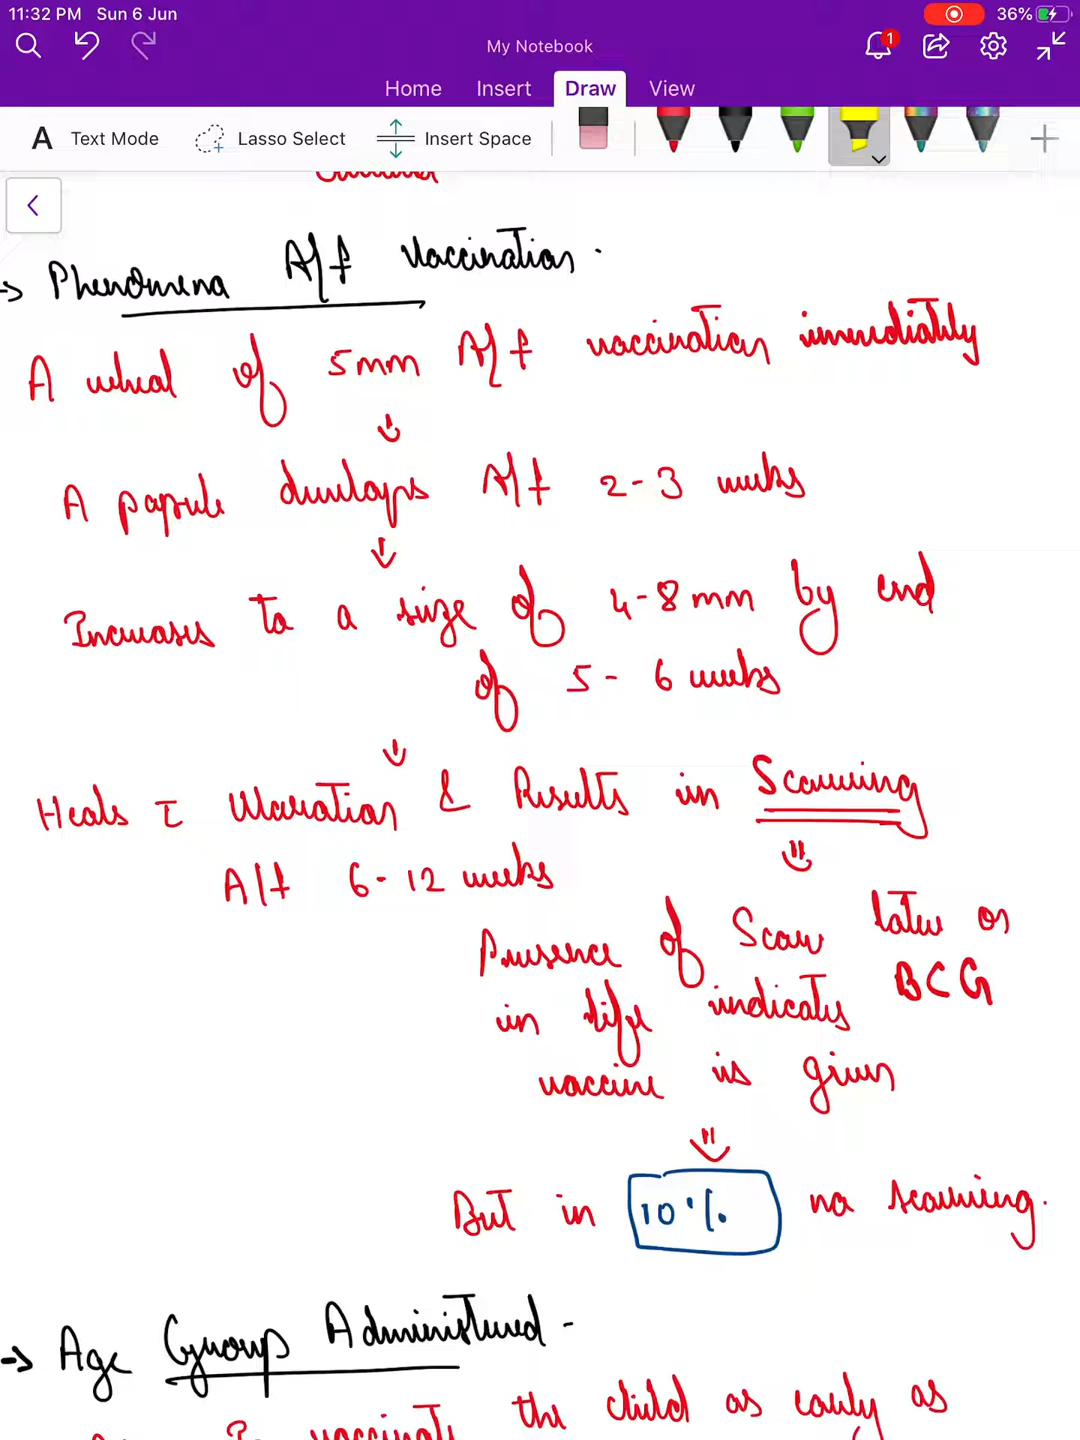 11:32 PM Sun 6 Jun
36%
1
My Notebook
Home Insert Draw View
A Text Mode Lasso Select Insert Space
→ Phenomena A/f vaccination.
A wheal of 5mm A/f vaccination immediately
↓
A papule develops A/f 2-3 weeks
↓
Increases to a size of 4-8 mm by end
of 5- 6 weeks
↓
Heals c ulceration & Results in Scarring
A/f 6-12 weeks
Presence of Scar later on
in life indicates BCG
vaccine is given
But in 10% no scarring.
→ Age Group Administered -
vaccinate the child as early as